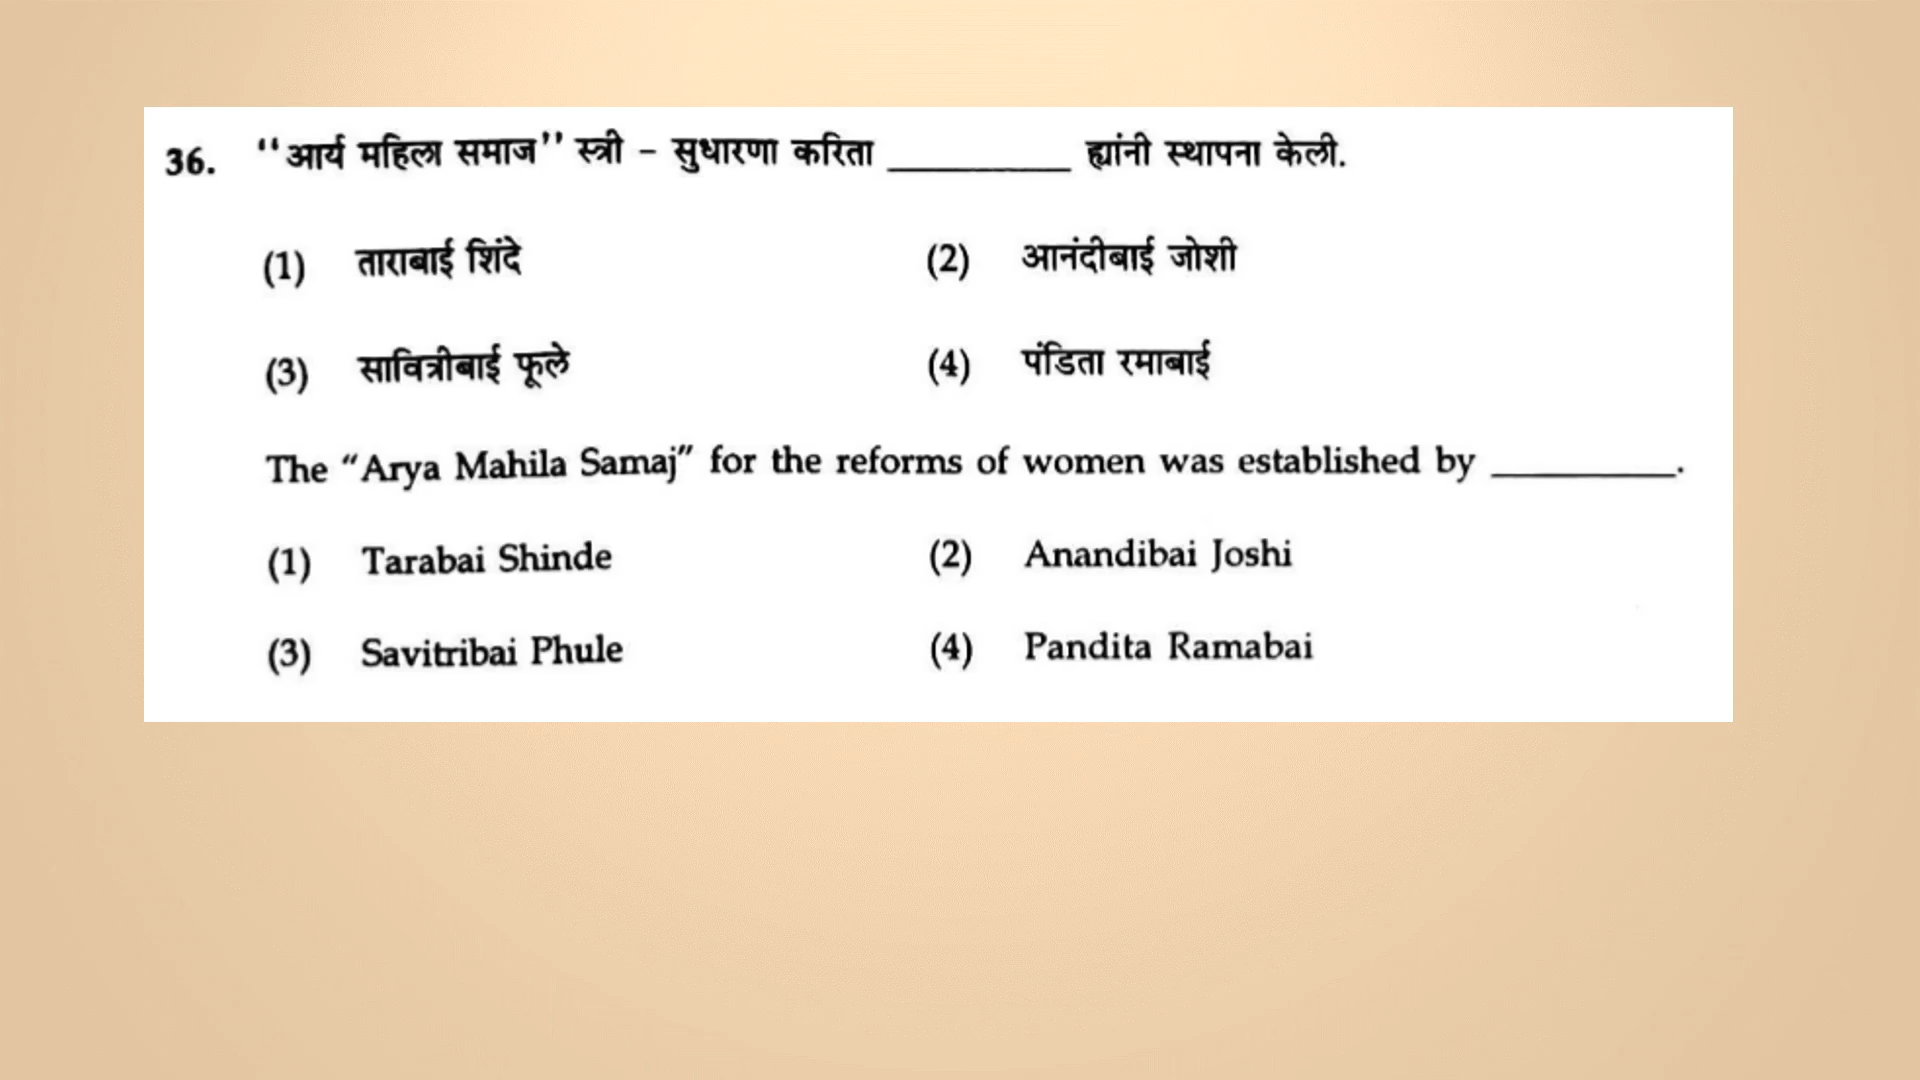 36. “आर्य महिला समाज” स्त्री - सुधारणा करिता __________ ह्यांनी स्थापना केली.
(1) ताराबाई शिंदे (2) आनंदीबाई जोशी
(3) सावित्रीबाई फूले (4) पंडिता रमाबाई
The “Arya Mahila Samaj” for the reforms of women was established by __________.
(1) Tarabai Shinde (2) Anandibai Joshi
(3) Savitribai Phule (4) Pandita Ramabai